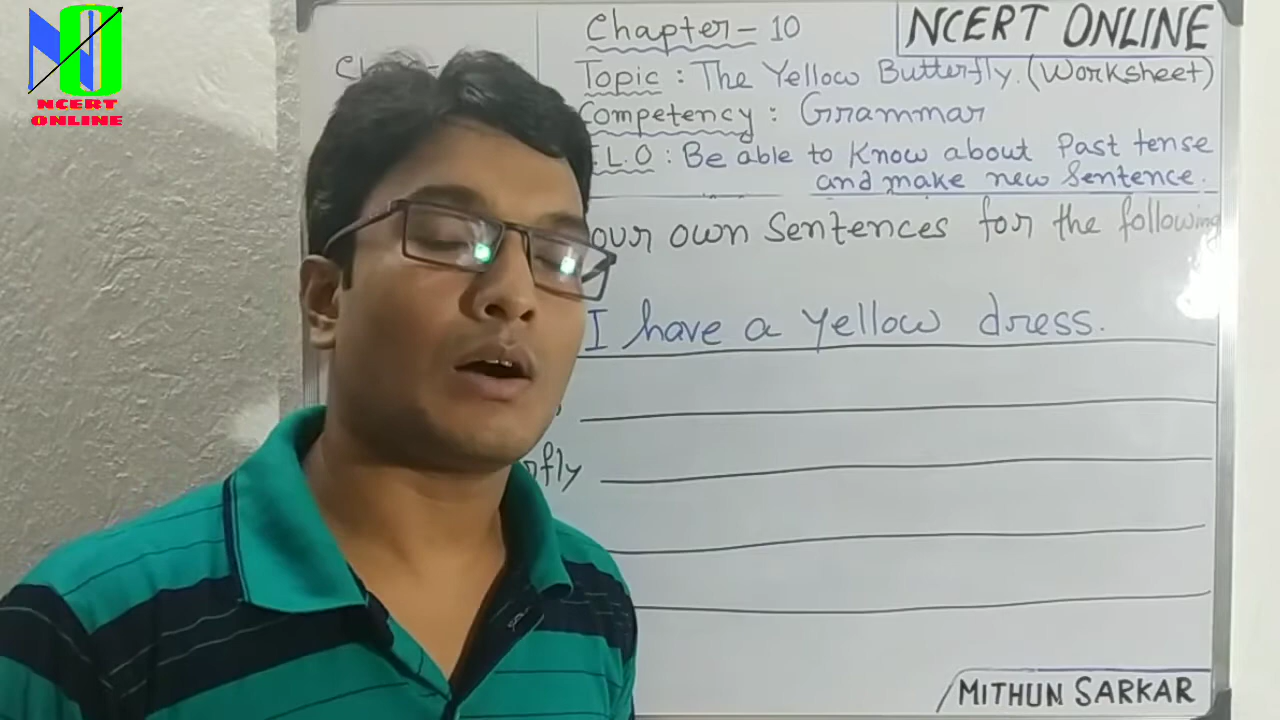 NCERT
ONLINE
Chapter - 10
NCERT ONLINE
Topic : The Yellow Butterfly. (Worksheet)
Competency : Grammar
L.O : Be able to know about Past tense
and make new Sentence.
own Sentences for the following
I have a yellow dress.
MITHUN SARKAR